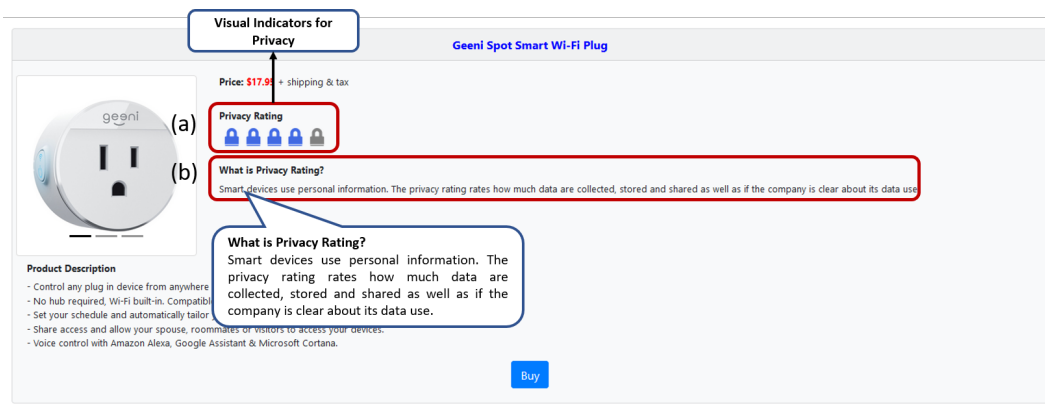 Visual Indicators for
Privacy
Geeni Spot Smart Wi-Fi Plug
Price: $17.95 + shipping & tax
geeni
(a)
Privacy Rating
(b)
What is Privacy Rating?
Smart devices use personal information. The privacy rating rates how much data are collected, stored and shared as well as if the company is clear about its data use
What is Privacy Rating?
Smart devices use personal information. The
privacy rating rates how much data are
collected, stored and shared as well as if the
company is clear about its data use.
Product Description
- Control any plug in device from anywhere
- No hub required, Wi-Fi built-in. Compatible
- Set your schedule and automatically tailor
- Share access and allow your spouse, roommates or visitors to access your devices.
- Voice control with Amazon Alexa, Google Assistant & Microsoft Cortana.
Buy